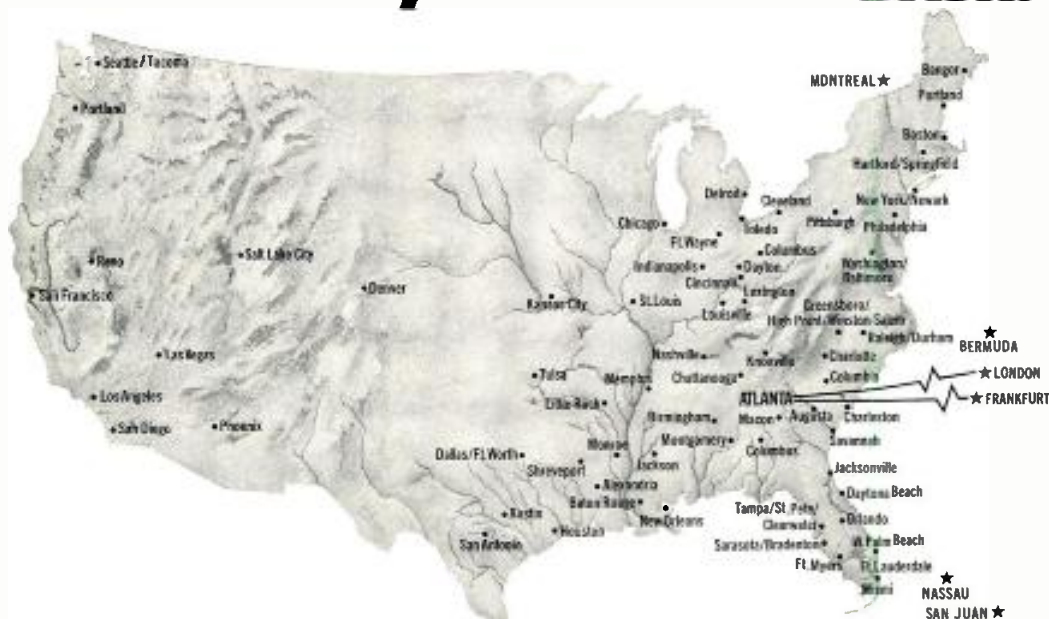 Seattle/Tacoma
Portland
MONTREAL
Bangor
Portland
Boston
Hartford/Springfield
New York/Newark
Philadelphia
Pittsburgh
Cleveland
Detroit
Toledo
Chicago
Ft. Wayne
Columbus
Indianapolis
Dayton
Cincinnati
Washington/
Baltimore
Lexington
Louisville
St. Louis
Kansas City
Denver
Salt Lake City
Reno
San Francisco
Las Vegas
Los Angeles
San Diego
Phoenix
Greensboro/
High Point/Winston-Salem
Raleigh/Durham
BERMUDA
Nashville
Knoxville
Charlotte
Tulsa
Memphis
Chattanooga
Columbia
LONDON
ATLANTA
FRANKFURT
Little Rock
Birmingham
Macon
Augusta
Charleston
Savannah
Montgomery
Columbus
Monroe
Jackson
Dallas/Ft. Worth
Shreveport
Alexandria
Baton Rouge
New Orleans
Austin
Houston
San Antonio
Jacksonville
Daytona Beach
Tampa/St. Pete/
Clearwater
Orlando
Sarasota/Bradenton
W. Palm Beach
Ft. Myers
Ft. Lauderdale
Miami
NASSAU
SAN JUAN